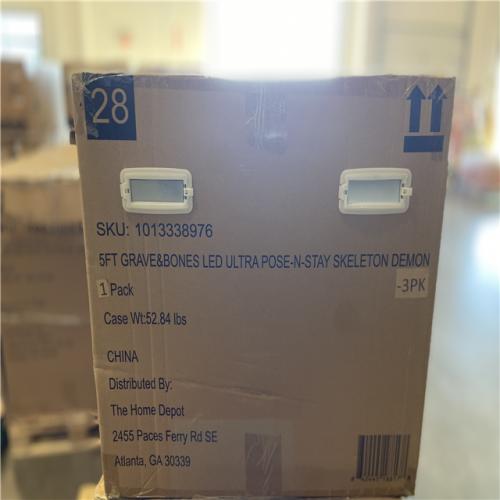 28
SKU: 1013338976
5FT GRAVE&BONES LED ULTRA POSE-N-STAY SKELETON DEMON
-3PK
1 Pack
Case Wt:52.84 lbs
CHINA
Distributed By:
The Home Depot
2455 Paces Ferry Rd SE
Atlanta, GA 30339